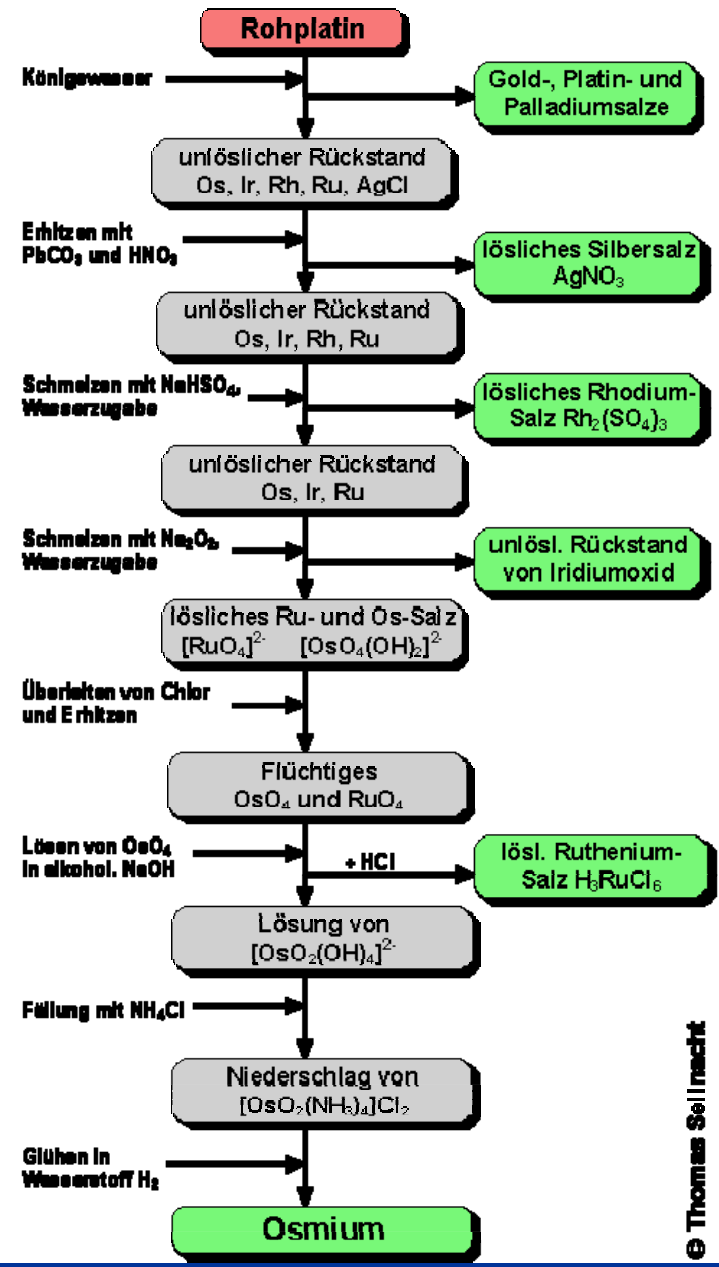 Rohplatin
Königswasser
Gold-, Platin- und
Palladiumsalze
unlöslicher Rückstand
Os, Ir, Rh, Ru, AgCl
Erhitzen mit
PbCO₃ und HNO₃
lösliches Silbersalz
AgNO₃
unlöslicher Rückstand
Os, Ir, Rh, Ru
Schmelzen mit NaHSO₄,
Wasserzugabe
lösliches Rhodium-
Salz Rh₂(SO₄)₃
unlöslicher Rückstand
Os, Ir, Ru
Schmelzen mit Na₂O₂,
Wasserzugabe
unlösl. Rückstand
von Iridiumoxid
lösliches Ru- und Os-Salz
[RuO₄]²⁻ [OsO₄(OH)₂]²⁻
Überleiten von Chlor
und Erhitzen
Flüchtiges
OsO₄ und RuO₄
Lösen von OsO₄
in alkohol. NaOH
+ HCl
lösl. Ruthenium-
Salz H₃RuCl₆
Lösung von
[OsO₂(OH)₄]²⁻
Fällung mit NH₄Cl
Niederschlag von
[OsO₂(NH₃)₄]Cl₂
Glühen in
Wasserstoff H₂
Osmium
© Thomas Seilnacht